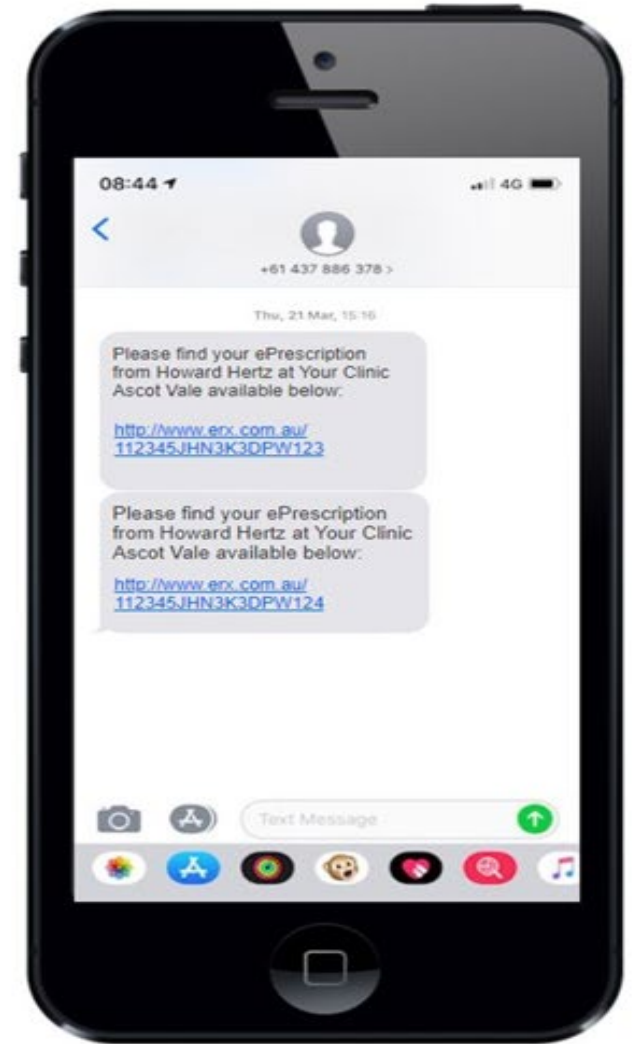 08:44
4G
+61 437 886 378 >
Thu, 21 Mar, 15:16
Please find your ePrescription
from Howard Hertz at Your Clinic
Ascot Vale available below:
http://www.erx.com.au/
112345JHN3K3DPW123
Please find your ePrescription
from Howard Hertz at Your Clinic
Ascot Vale available below:
http://www.erx.com.au/
112345JHN3K3DPW124
Text Message